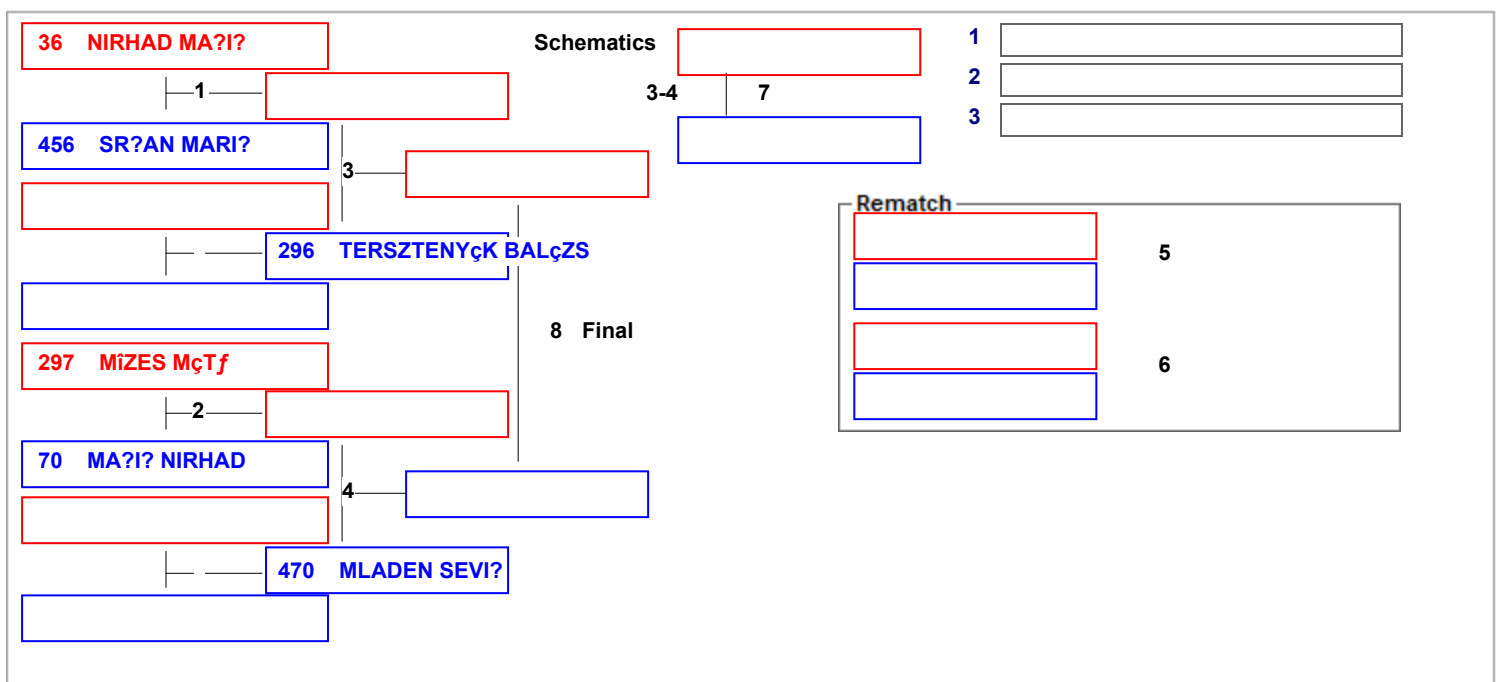 36 NIRHAD MA?I?
Schematics
1
1
3-4 7
2
3
456 SR?AN MARI?
3
Rematch
296 TERSZTENYçK BALçZS
5
8 Final
297 MîZES MçTƒ
6
2
70 MA?I? NIRHAD
4
470 MLADEN SEVI?